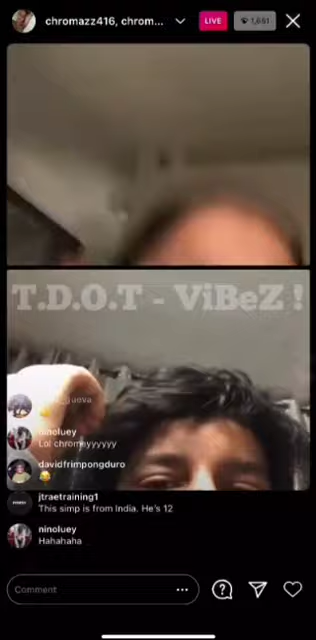 chromazz416, chrom...
LIVE
1,661
T.D.O.T - ViBeZ !
gueva
ninoluey
Lol chromeyyyyyy
davidfrimpongduro
jtraetraining1
This simp is from India. He's 12
ninoluey
Hahahaha
Comment